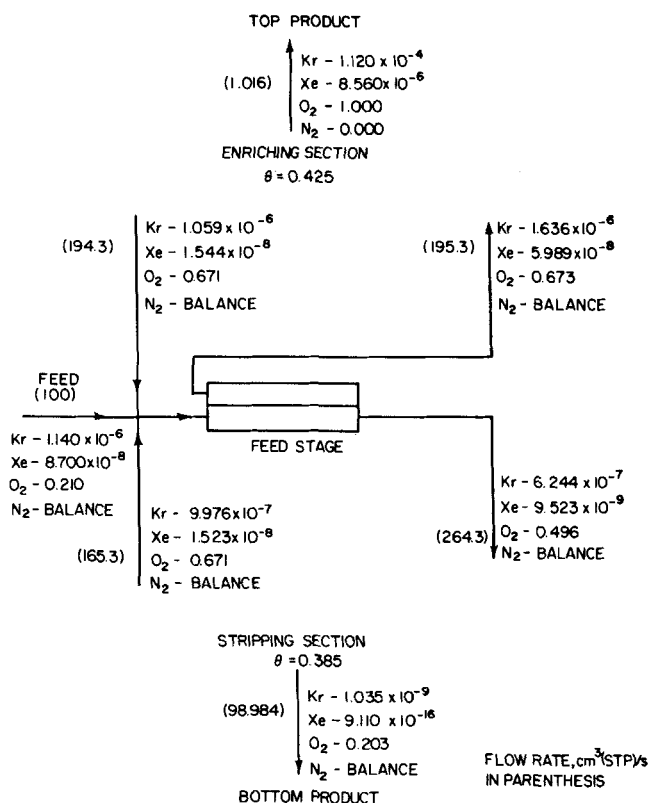 TOP PRODUCT
(1.016)
Kr - 1.120 x 10⁻⁴
Xe - 8.560 x 10⁻⁶
O₂ - 1.000
N₂ - 0.000
ENRICHING SECTION
θ = 0.425
(194.3)
Kr - 1.059 x 10⁻⁶
Xe - 1.544 x 10⁻⁸
O₂ - 0.671
N₂ - BALANCE
(195.3)
Kr - 1.636 x 10⁻⁶
Xe - 5.989 x 10⁻⁸
O₂ - 0.673
N₂ - BALANCE
FEED
(100)
Kr - 1.140 x 10⁻⁶
Xe - 8.700 x 10⁻⁸
O₂ - 0.210
N₂ - BALANCE
FEED STAGE
(165.3)
Kr - 9.976 x 10⁻⁷
Xe - 1.523 x 10⁻⁸
O₂ - 0.671
N₂ - BALANCE
(264.3)
Kr - 6.244 x 10⁻⁷
Xe - 9.523 x 10⁻⁹
O₂ - 0.496
N₂ - BALANCE
STRIPPING SECTION
θ = 0.385
(98.984)
Kr - 1.035 x 10⁻⁹
Xe - 9.110 x 10⁻¹⁶
O₂ - 0.203
N₂ - BALANCE
BOTTOM PRODUCT
FLOW RATE, cm³(STP)/s
IN PARENTHESIS